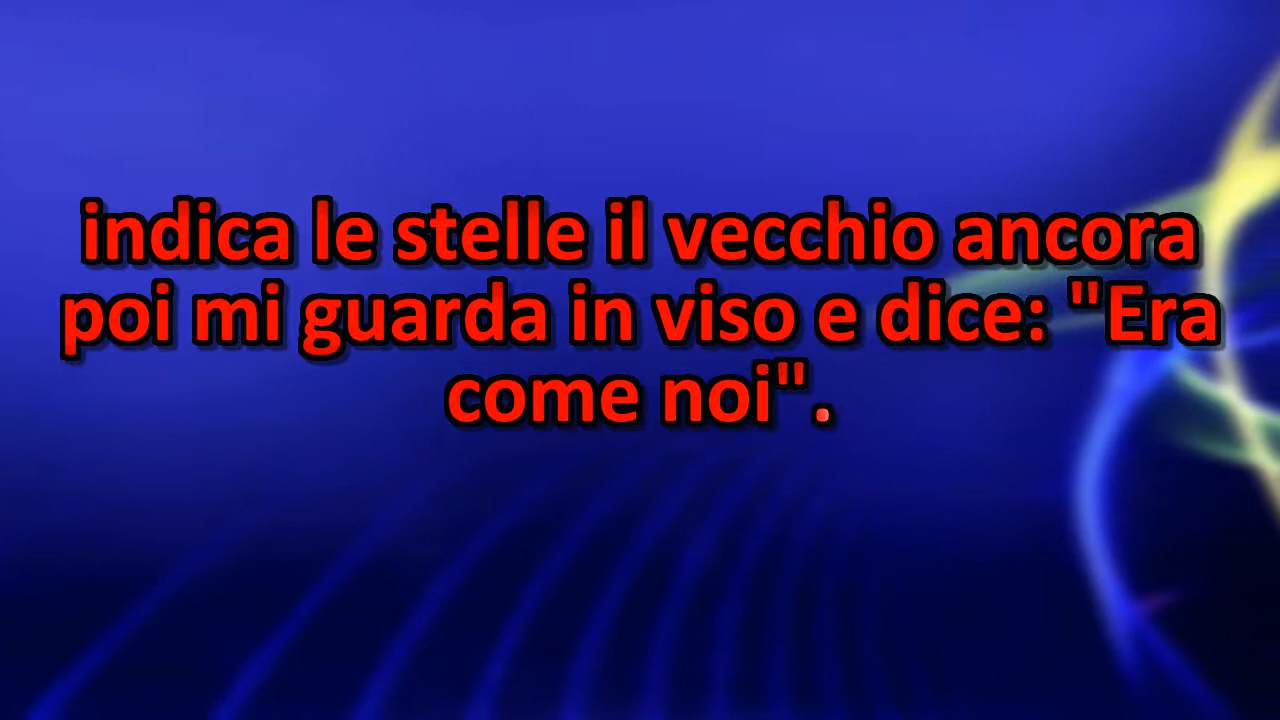 indica le stelle il vecchio ancora
poi mi guarda in viso e dice: "Era
come noi".